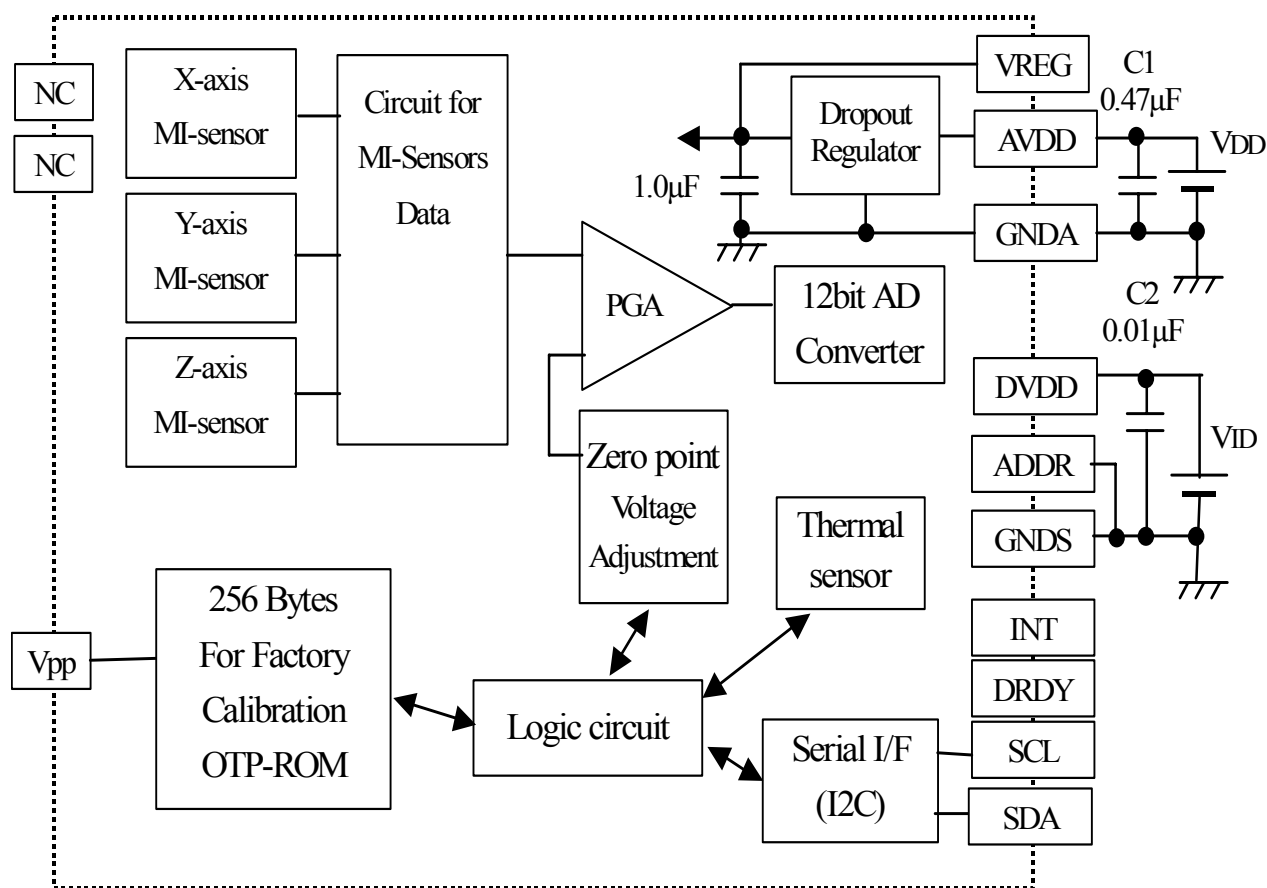 NC
NC
X-axis
MI-sensor
Y-axis
MI-sensor
Z-axis
MI-sensor
Circuit for
MI-Sensors
Data
PGA
12bit AD
Converter
Zero point
Voltage
Adjustment
Thermal
sensor
256 Bytes
For Factory
Calibration
OTP-ROM
Vpp
Logic circuit
Serial I/F
(I2C)
1.0μF
Dropout
Regulator
VREG
AVDD
GNDA
C1
0.47μF
VDD
C2
0.01μF
DVDD
ADDR
GNDS
VID
INT
DRDY
SCL
SDA